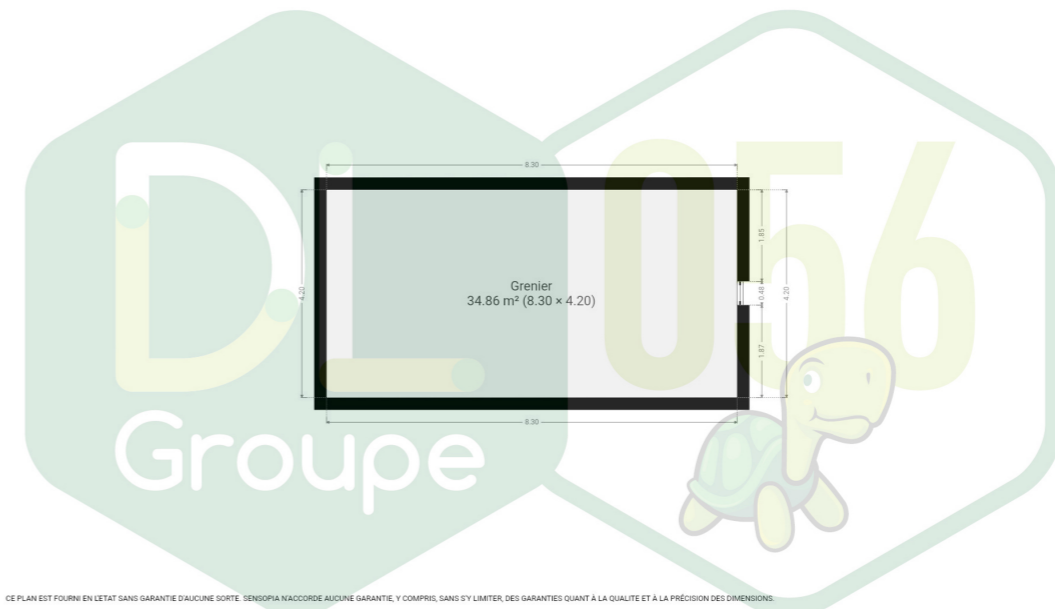 8.30
4.20
1.85
0.48
4.20
1.87
Grenier
34.86 m² (8.30 × 4.20)
8.30
DL 056
Groupe
CE PLAN EST FOURNI EN L'ETAT SANS GARANTIE D'AUCUNE SORTE. SENSOPIA N'ACCORDE AUCUNE GARANTIE, Y COMPRIS, SANS S'Y LIMITER, DES GARANTIES QUANT À LA QUALITE ET À LA PRÉCISION DES DIMENSIONS.